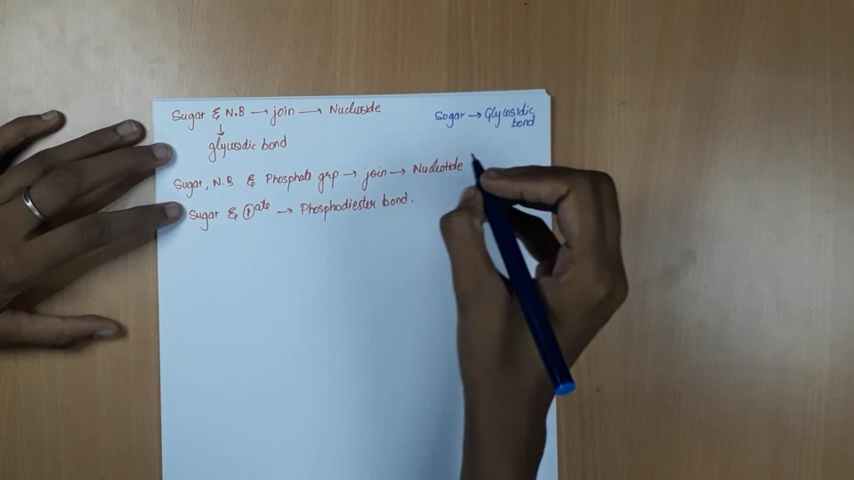 Sugar & N.B → join → Nucleoside
↓
glycosidic bond
Sugar → Glycosidic
bond
Sugar, N.B & Phosphate grp → join → Nucleotide
Sugar & Ⓟate → Phosphodiester bond.